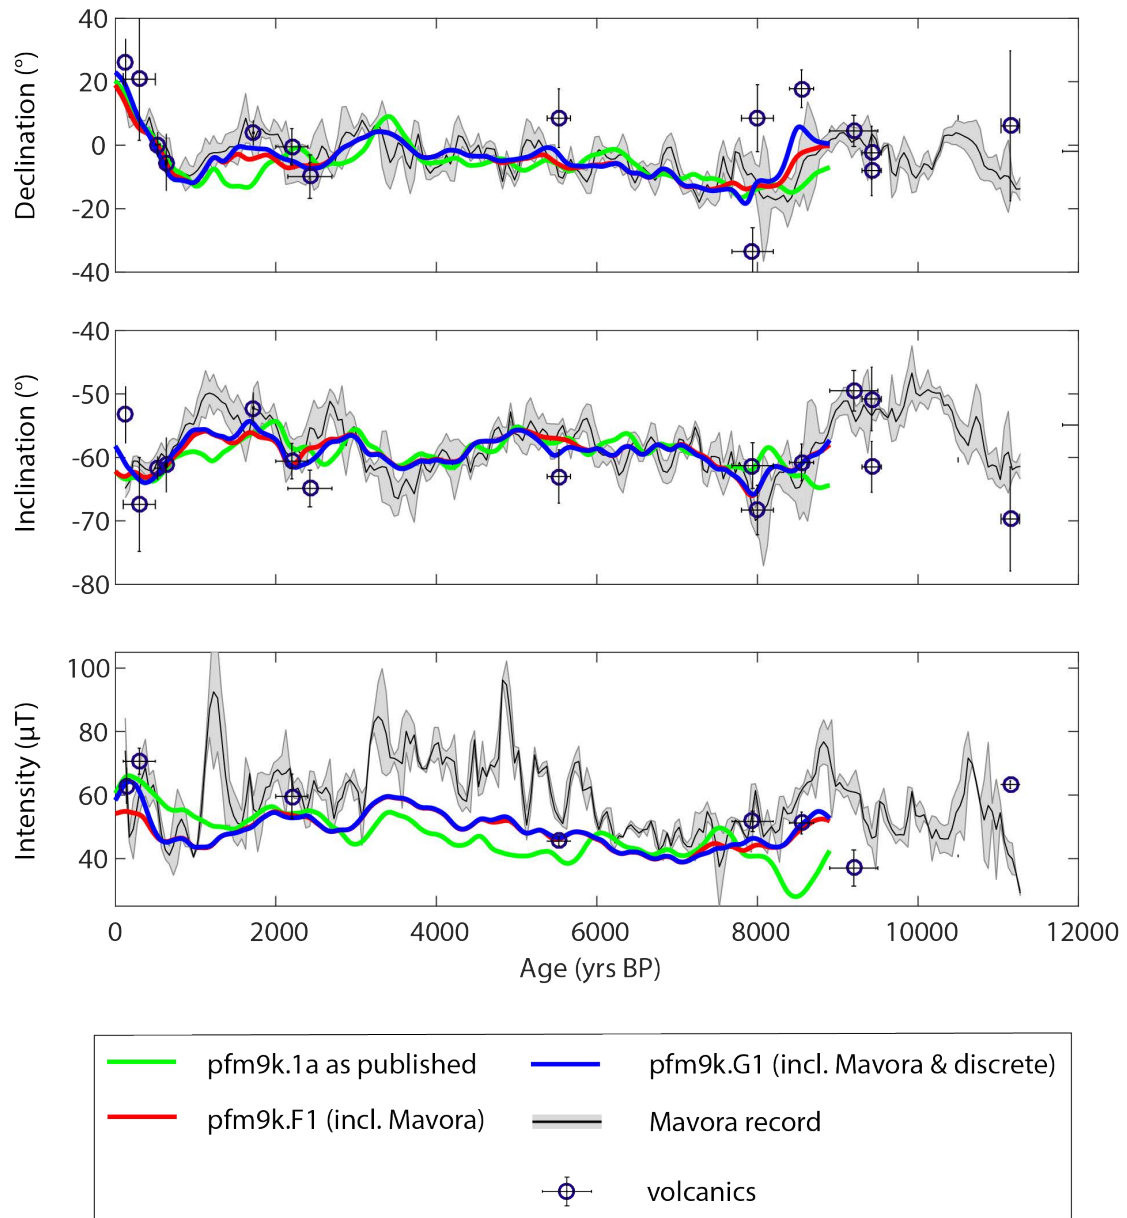 40
20
0
-20
-40
Declination (°)
-40
-50
-60
-70
-80
Inclination (°)
100
80
60
40
Intensity (µT)
0 2000 4000 6000 8000 10000 12000
Age (yrs BP)
pfm9k.1a as published
pfm9k.G1 (incl. Mavora & discrete)
pfm9k.F1 (incl. Mavora)
Mavora record
volcanics